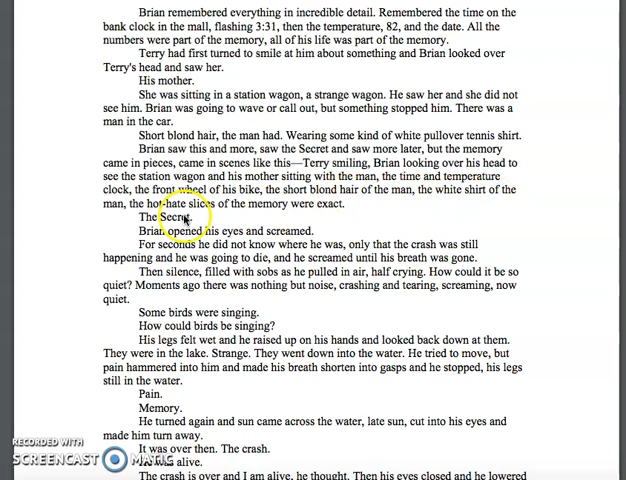 Brian remembered everything in incredible detail. Remembered the time on the
bank clock in the mall, flashing 3:31, then the temperature, 82, and the date. All the
numbers were part of the memory, all of his life was part of the memory.
Terry had first turned to smile at him about something and Brian looked over
Terry's head and saw her.
His mother.
She was sitting in a station wagon, a strange wagon. He saw her and she did not
see him. Brian was going to wave or call out, but something stopped him. There was a
man in the car.
Short blond hair, the man had. Wearing some kind of white pullover tennis shirt.
Brian saw this and more, saw the Secret and saw more later, but the memory
came in pieces, came in scenes like this—Terry smiling, Brian looking over his head to
see the station wagon and his mother sitting with the man, the time and temperature
clock, the front wheel of his bike, the short blond hair of the man, the white shirt of the
man, the hot-hate slices of the memory were exact.
The Secret.
Brian opened his eyes and screamed.
For seconds he did not know where he was, only that the crash was still
happening and he was going to die, and he screamed until his breath was gone.
Then silence, filled with sobs as he pulled in air, half crying. How could it be so
quiet? Moments ago there was nothing but noise, crashing and tearing, screaming, now
quiet.
Some birds were singing.
How could birds be singing?
His legs felt wet and he raised up on his hands and looked back down at them.
They were in the lake. Strange. They went down into the water. He tried to move, but
pain hammered into him and made his breath shorten into gasps and he stopped, his legs
still in the water.
Pain.
Memory.
He turned again and sun came across the water, late sun, cut into his eyes and
made him turn away.
It was over then. The crash.
was alive.
The crash is over and I am alive, he thought. Then his eyes closed and he lowered
RECORDED WITH
SCREENCAST MATIC